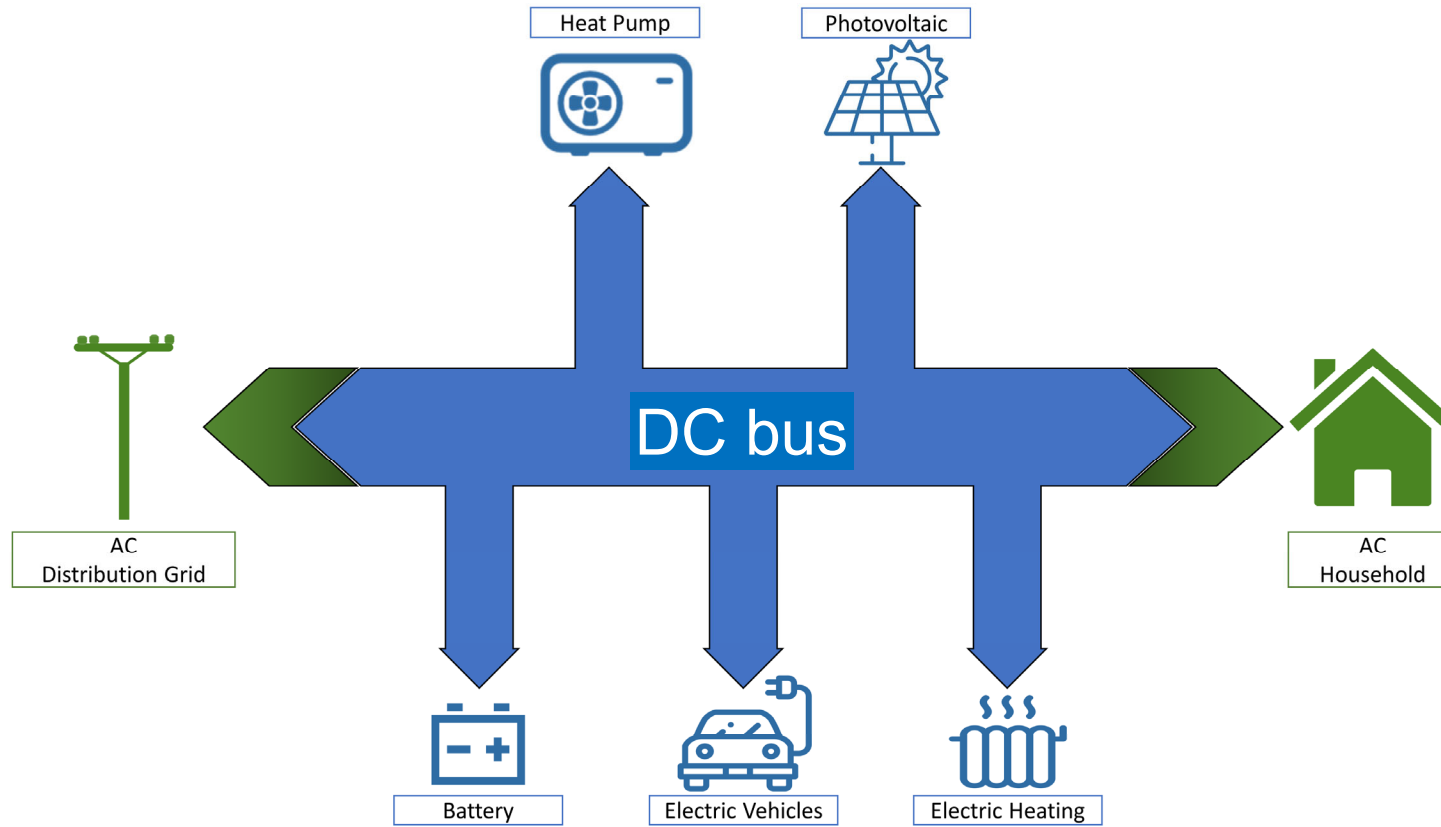 Heat Pump
Photovoltaic
DC bus
AC
Distribution Grid
AC
Household
Battery
Electric Vehicles
Electric Heating